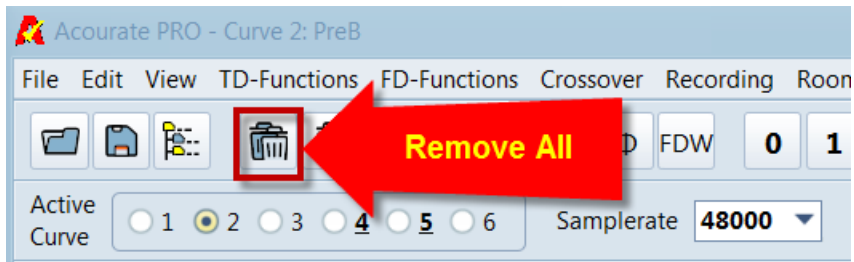 Acourate PRO - Curve 2: PreB
File Edit View TD-Functions FD-Functions Crossover Recording Room
Remove All
FDW 0 1
Active
Curve
1 2 3 4 5 6
Samplerate 48000